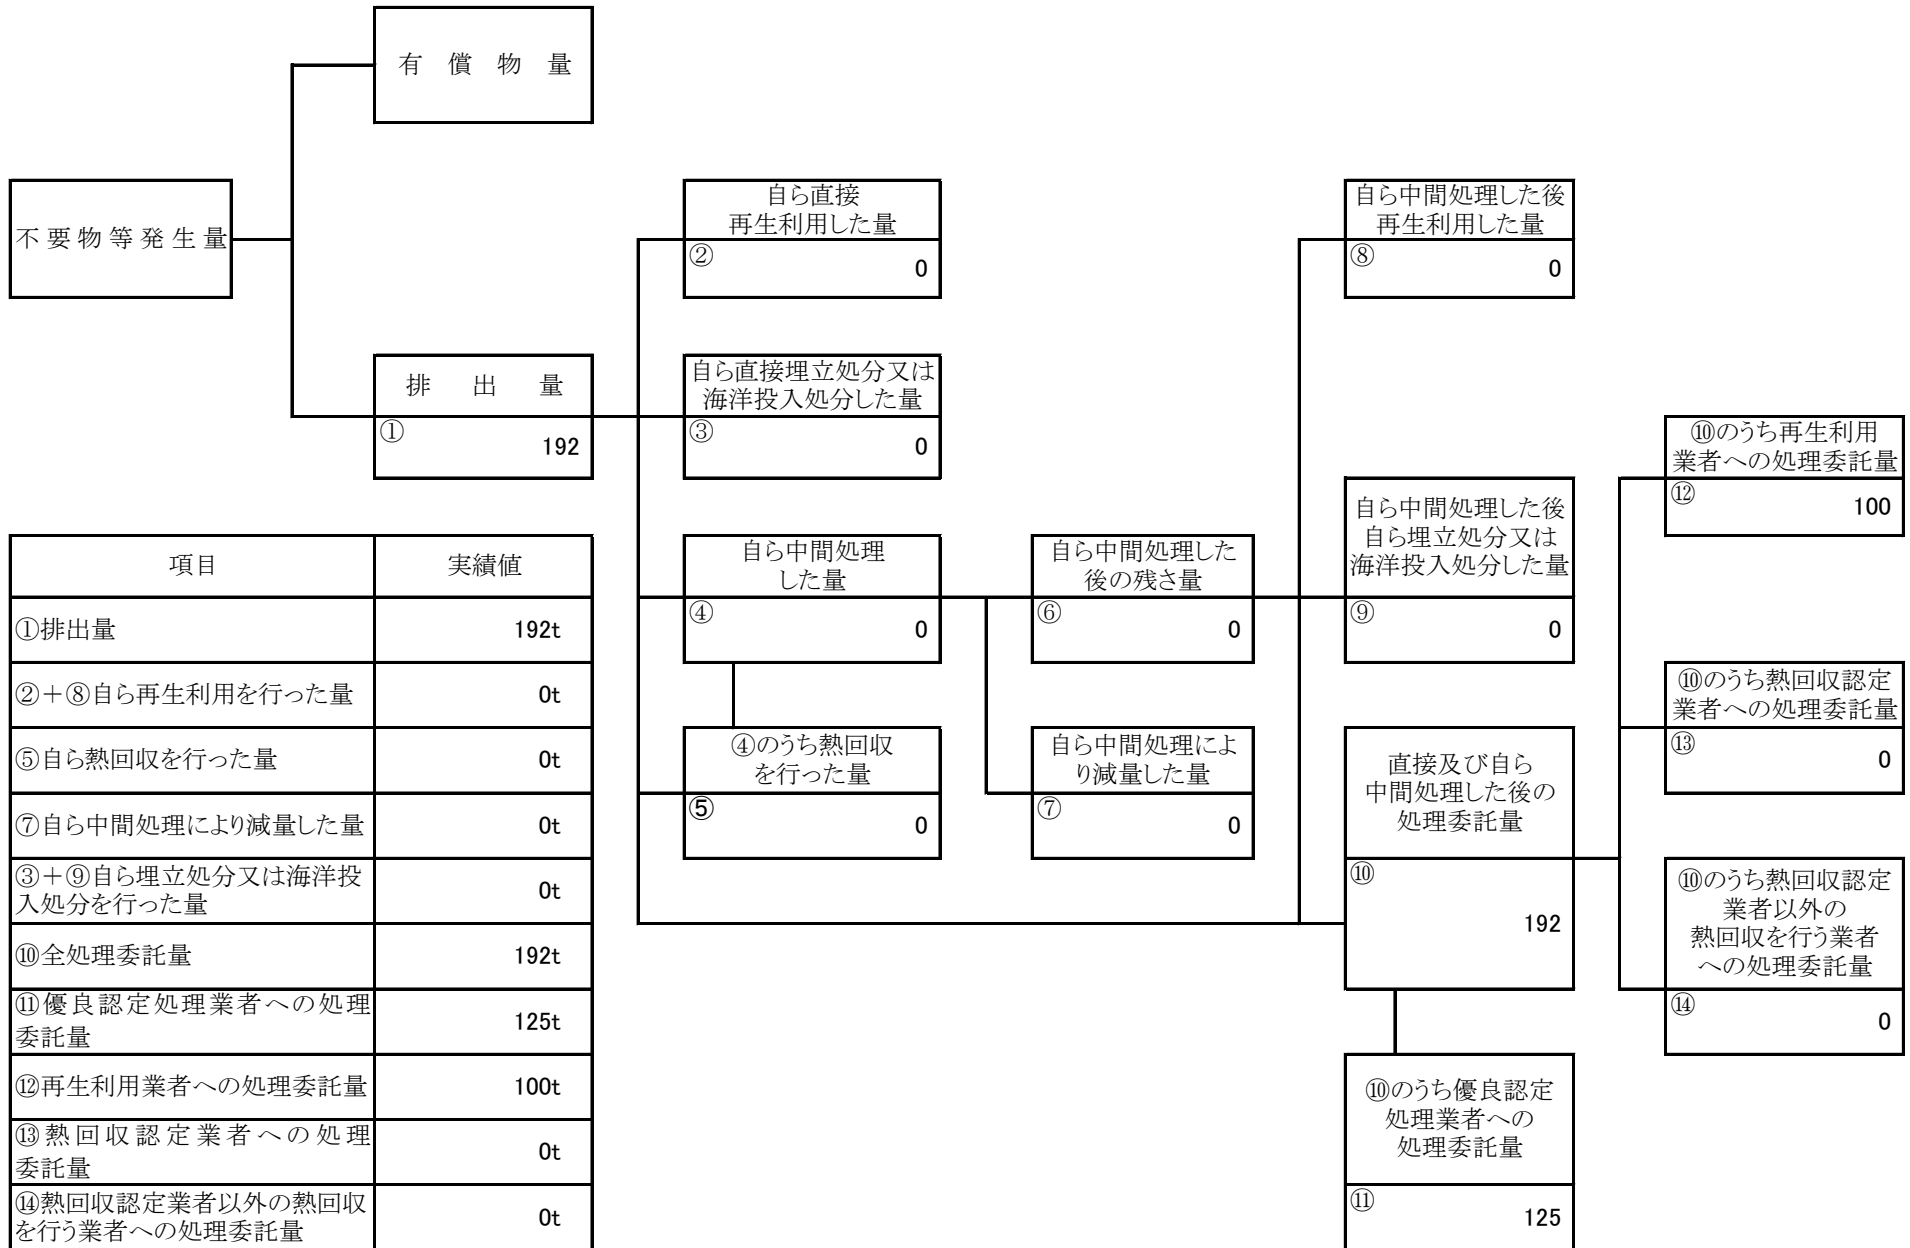 有償物量
不要物等発生量
排出量
①
192
自ら直接
再生利用した量
②
0
自ら直接埋立処分又は
海洋投入処分した量
③
0
自ら中間処理
した量
④
0
④のうち熱回収
を行った量
⑤
0
自ら中間処理した
後の残さ量
⑥
0
自ら中間処理によ
り減量した量
⑦
0
自ら中間処理した後
再生利用した量
⑧
0
自ら中間処理した後
自ら埋立処分又は
海洋投入処分した量
⑨
0
直接及び自ら
中間処理した後の
処理委託量
⑩
192
⑩のうち優良認定
処理業者への
処理委託量
⑪
125
⑩のうち再生利用
業者への処理委託量
⑫
100
⑩のうち熱回収認定
業者への処理委託量
⑬
0
⑩のうち熱回収認定
業者以外の
熱回収を行う業者
への処理委託量
⑭
0
項目 実績値
①排出量 192t
②＋⑧自ら再生利用を行った量 0t
⑤自ら熱回収を行った量 0t
⑦自ら中間処理により減量した量 0t
③＋⑨自ら埋立処分又は海洋投
入処分を行った量 0t
⑩全処理委託量 192t
⑪優良認定処理業者への処理
委託量 125t
⑫再生利用業者への処理委託量 100t
⑬熱回収認定業者への処理
委託量 0t
⑭熱回収認定業者以外の熱回収
を行う業者への処理委託量 0t